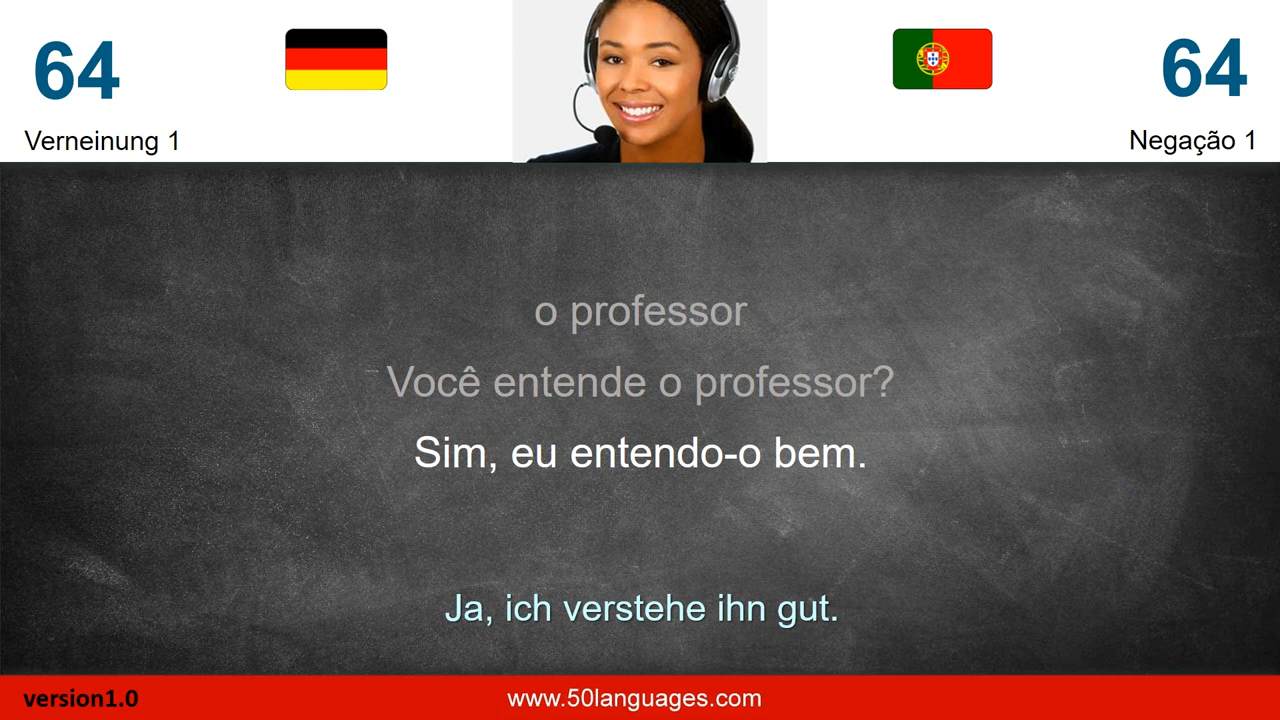 64
64
Verneinung 1
Negação 1
o professor
Você entende o professor?
Sim, eu entendo-o bem.
Ja, ich verstehe ihn gut.
version1.0
www.50languages.com